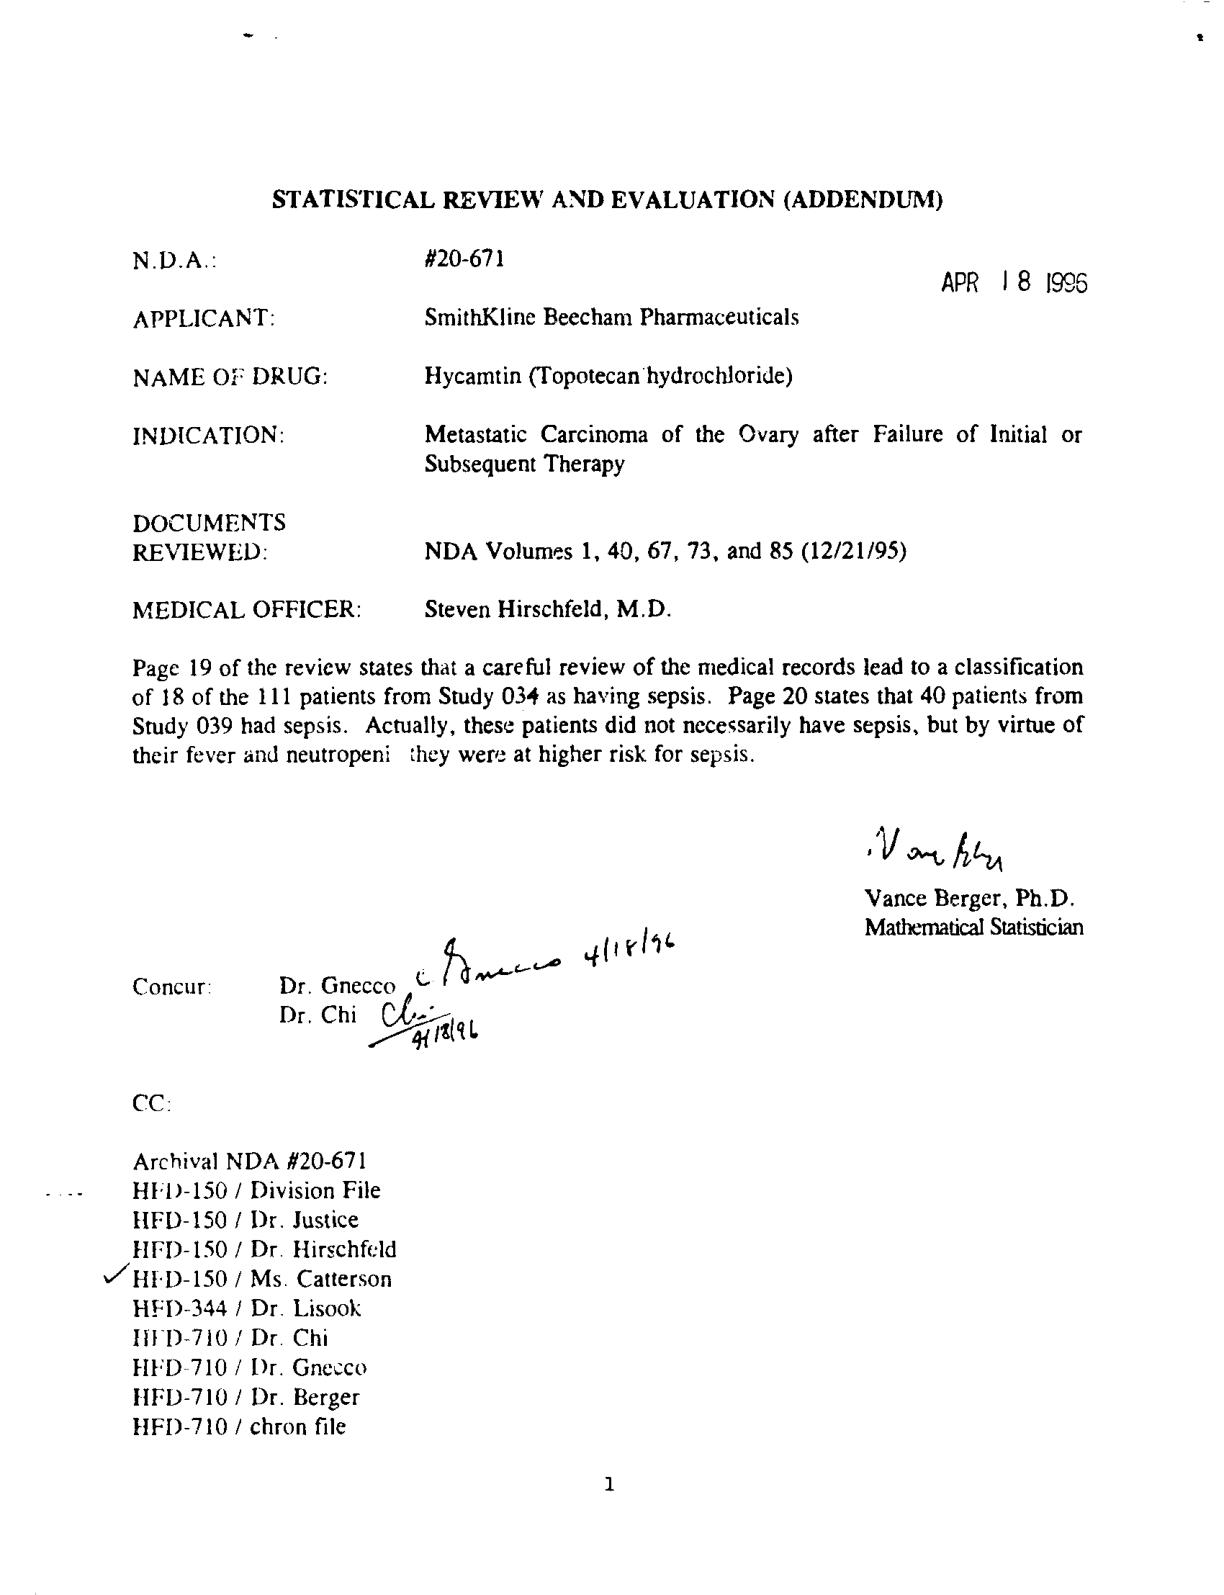 STATISTICAL REVIEW AND EVALUATION (ADDENDUM)
N.D.A.: #20-671
APR 18 1996
APPLICANT: SmithKline Beecham Pharmaceuticals
NAME OF DRUG: Hycamtin (Topotecan hydrochloride)
INDICATION: Metastatic Carcinoma of the Ovary after Failure of Initial or
Subsequent Therapy
DOCUMENTS
REVIEWED: NDA Volumes 1, 40, 67, 73, and 85 (12/21/95)
MEDICAL OFFICER: Steven Hirschfeld, M.D.
Page 19 of the review states that a careful review of the medical records lead to a classification
of 18 of the 111 patients from Study 034 as having sepsis. Page 20 states that 40 patients from
Study 039 had sepsis. Actually, these patients did not necessarily have sepsis, but by virtue of
their fever and neutropeni they were at higher risk for sepsis.
Vance Berger, Ph.D.
Mathematical Statistician
Concur: Dr. Gnecco C Gnecco 4/18/96
Dr. Chi Chi
4/18/96
CC:
Archival NDA #20-671
HFD-150 / Division File
HFD-150 / Dr. Justice
HFD-150 / Dr. Hirschfeld
HFD-150 / Ms. Catterson
HFD-344 / Dr. Lisook
HFD-710 / Dr. Chi
HFD-710 / Dr. Gnecco
HFD-710 / Dr. Berger
HFD-710 / chron file
1